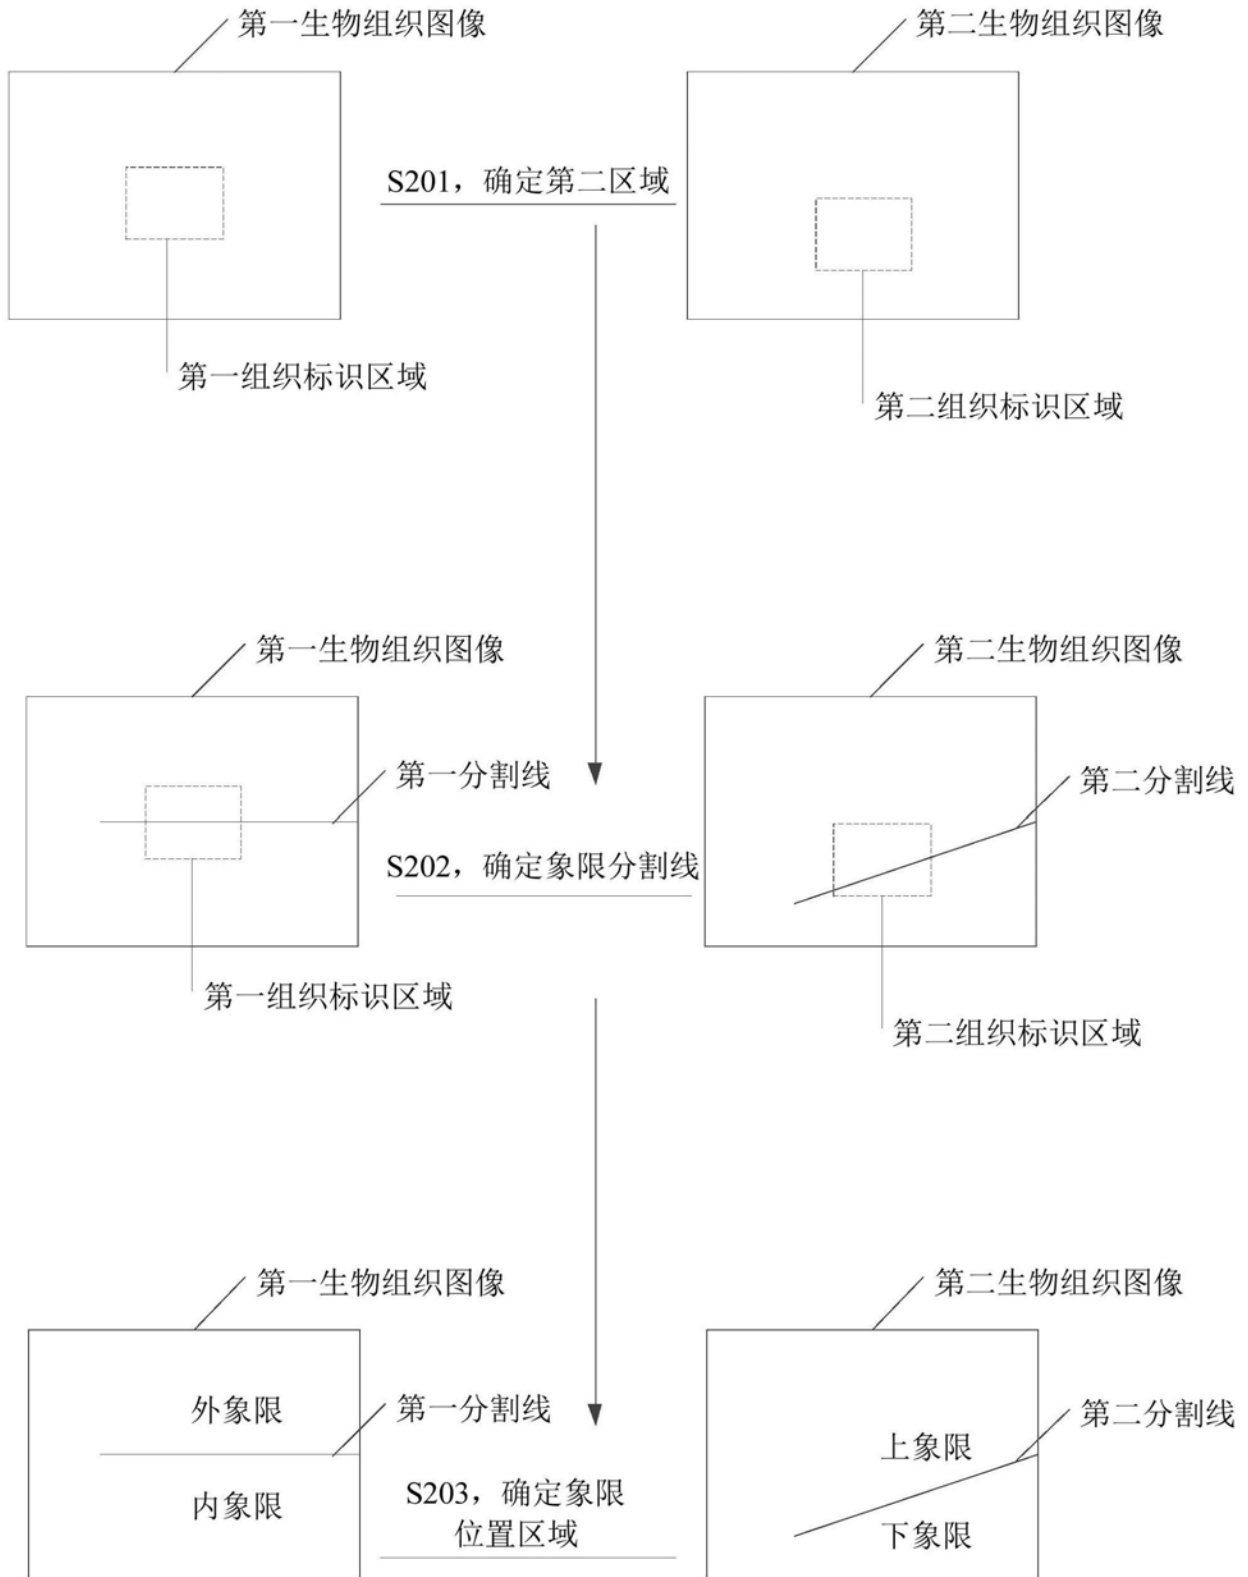 第一生物组织图像
第二生物组织图像
S201，确定第二区域
第一组织标识区域
第二组织标识区域
第一生物组织图像
第二生物组织图像
第一分割线
第二分割线
S202，确定象限分割线
第一组织标识区域
第二组织标识区域
第一生物组织图像
第二生物组织图像
外象限
第一分割线
第二分割线
上象限
内象限
S203，确定象限
位置区域
下象限